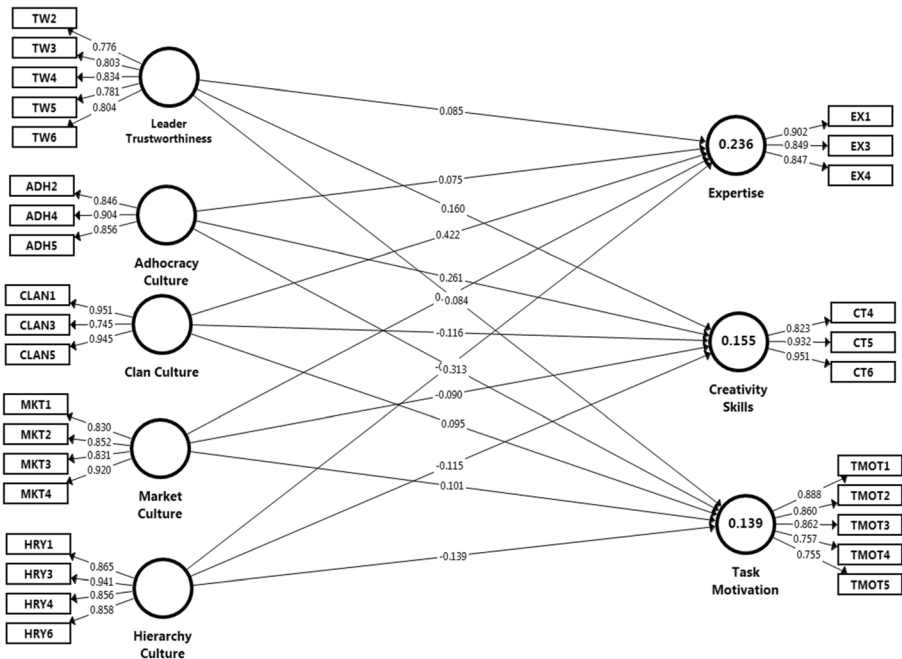 TW2
TW3
TW4
TW5
TW6
0.776
0.803
0.834
0.781
0.804
Leader
Trustworthiness
ADH2
ADH4
ADH5
0.846
0.904
0.856
Adhocracy
Culture
CLAN1
CLAN3
CLAN5
0.951
0.745
0.945
Clan Culture
MKT1
MKT2
MKT3
MKT4
0.830
0.852
0.831
0.920
Market
Culture
HRY1
HRY3
HRY4
HRY6
0.865
0.941
0.856
0.858
Hierarchy
Culture
0.085
0.075
0.160
0.422
0.261
0.084
-0.116
0.313
-0.090
0.095
-0.115
0.101
-0.139
0.236
Expertise
0.902
0.849
0.847
EX1
EX3
EX4
0.155
Creativity
Skills
0.823
0.932
0.951
CT4
CT5
CT6
0.139
Task
Motivation
0.888
0.860
0.862
0.757
0.755
TMOT1
TMOT2
TMOT3
TMOT4
TMOT5